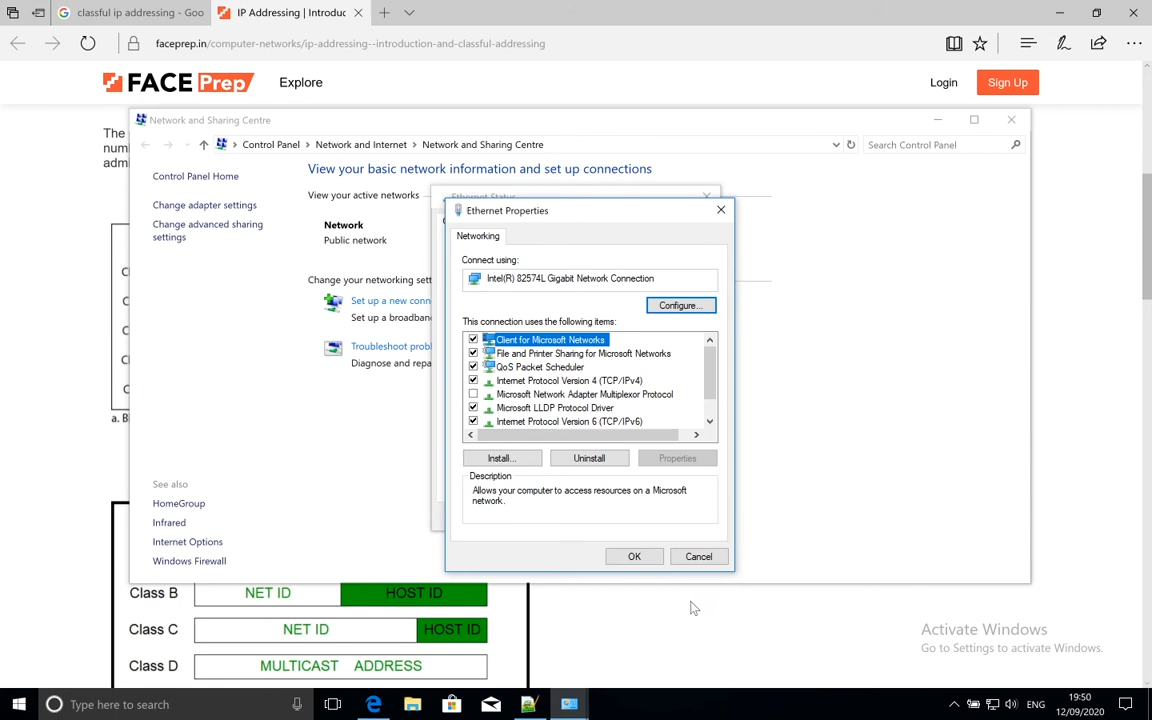 classful ip addressing - Goo
IP Addressing | Introduc
faceprep.in/computer-networks/ip-addressing--introduction-and-classful-addressing
FACE Prep
Explore
Login
Sign Up
The
num
admi
Network and Sharing Centre
Control Panel > Network and Internet > Network and Sharing Centre
Search Control Panel
Control Panel Home
Change adapter settings
Change advanced sharing
settings
View your basic network information and set up connections
View your active networks
Network
Public network
Change your networking sett
Set up a new conn
Set up a broadban
Troubleshoot probl
Diagnose and repa
See also
HomeGroup
Infrared
Internet Options
Windows Firewall
Ethernet Status
Ethernet Properties
Networking
Connect using:
Intel(R) 82574L Gigabit Network Connection
Configure...
This connection uses the following items:
Client for Microsoft Networks
File and Printer Sharing for Microsoft Networks
QoS Packet Scheduler
Internet Protocol Version 4 (TCP/IPv4)
Microsoft Network Adapter Multiplexor Protocol
Microsoft LLDP Protocol Driver
Internet Protocol Version 6 (TCP/IPv6)
Install...
Uninstall
Properties
Description
Allows your computer to access resources on a Microsoft
network.
OK
Cancel
a. B
Class B
NET ID
HOST ID
Class C
NET ID
HOST ID
Class D
MULTICAST ADDRESS
Activate Windows
Go to Settings to activate Windows.
Type here to search
ENG
19:50
12/09/2020